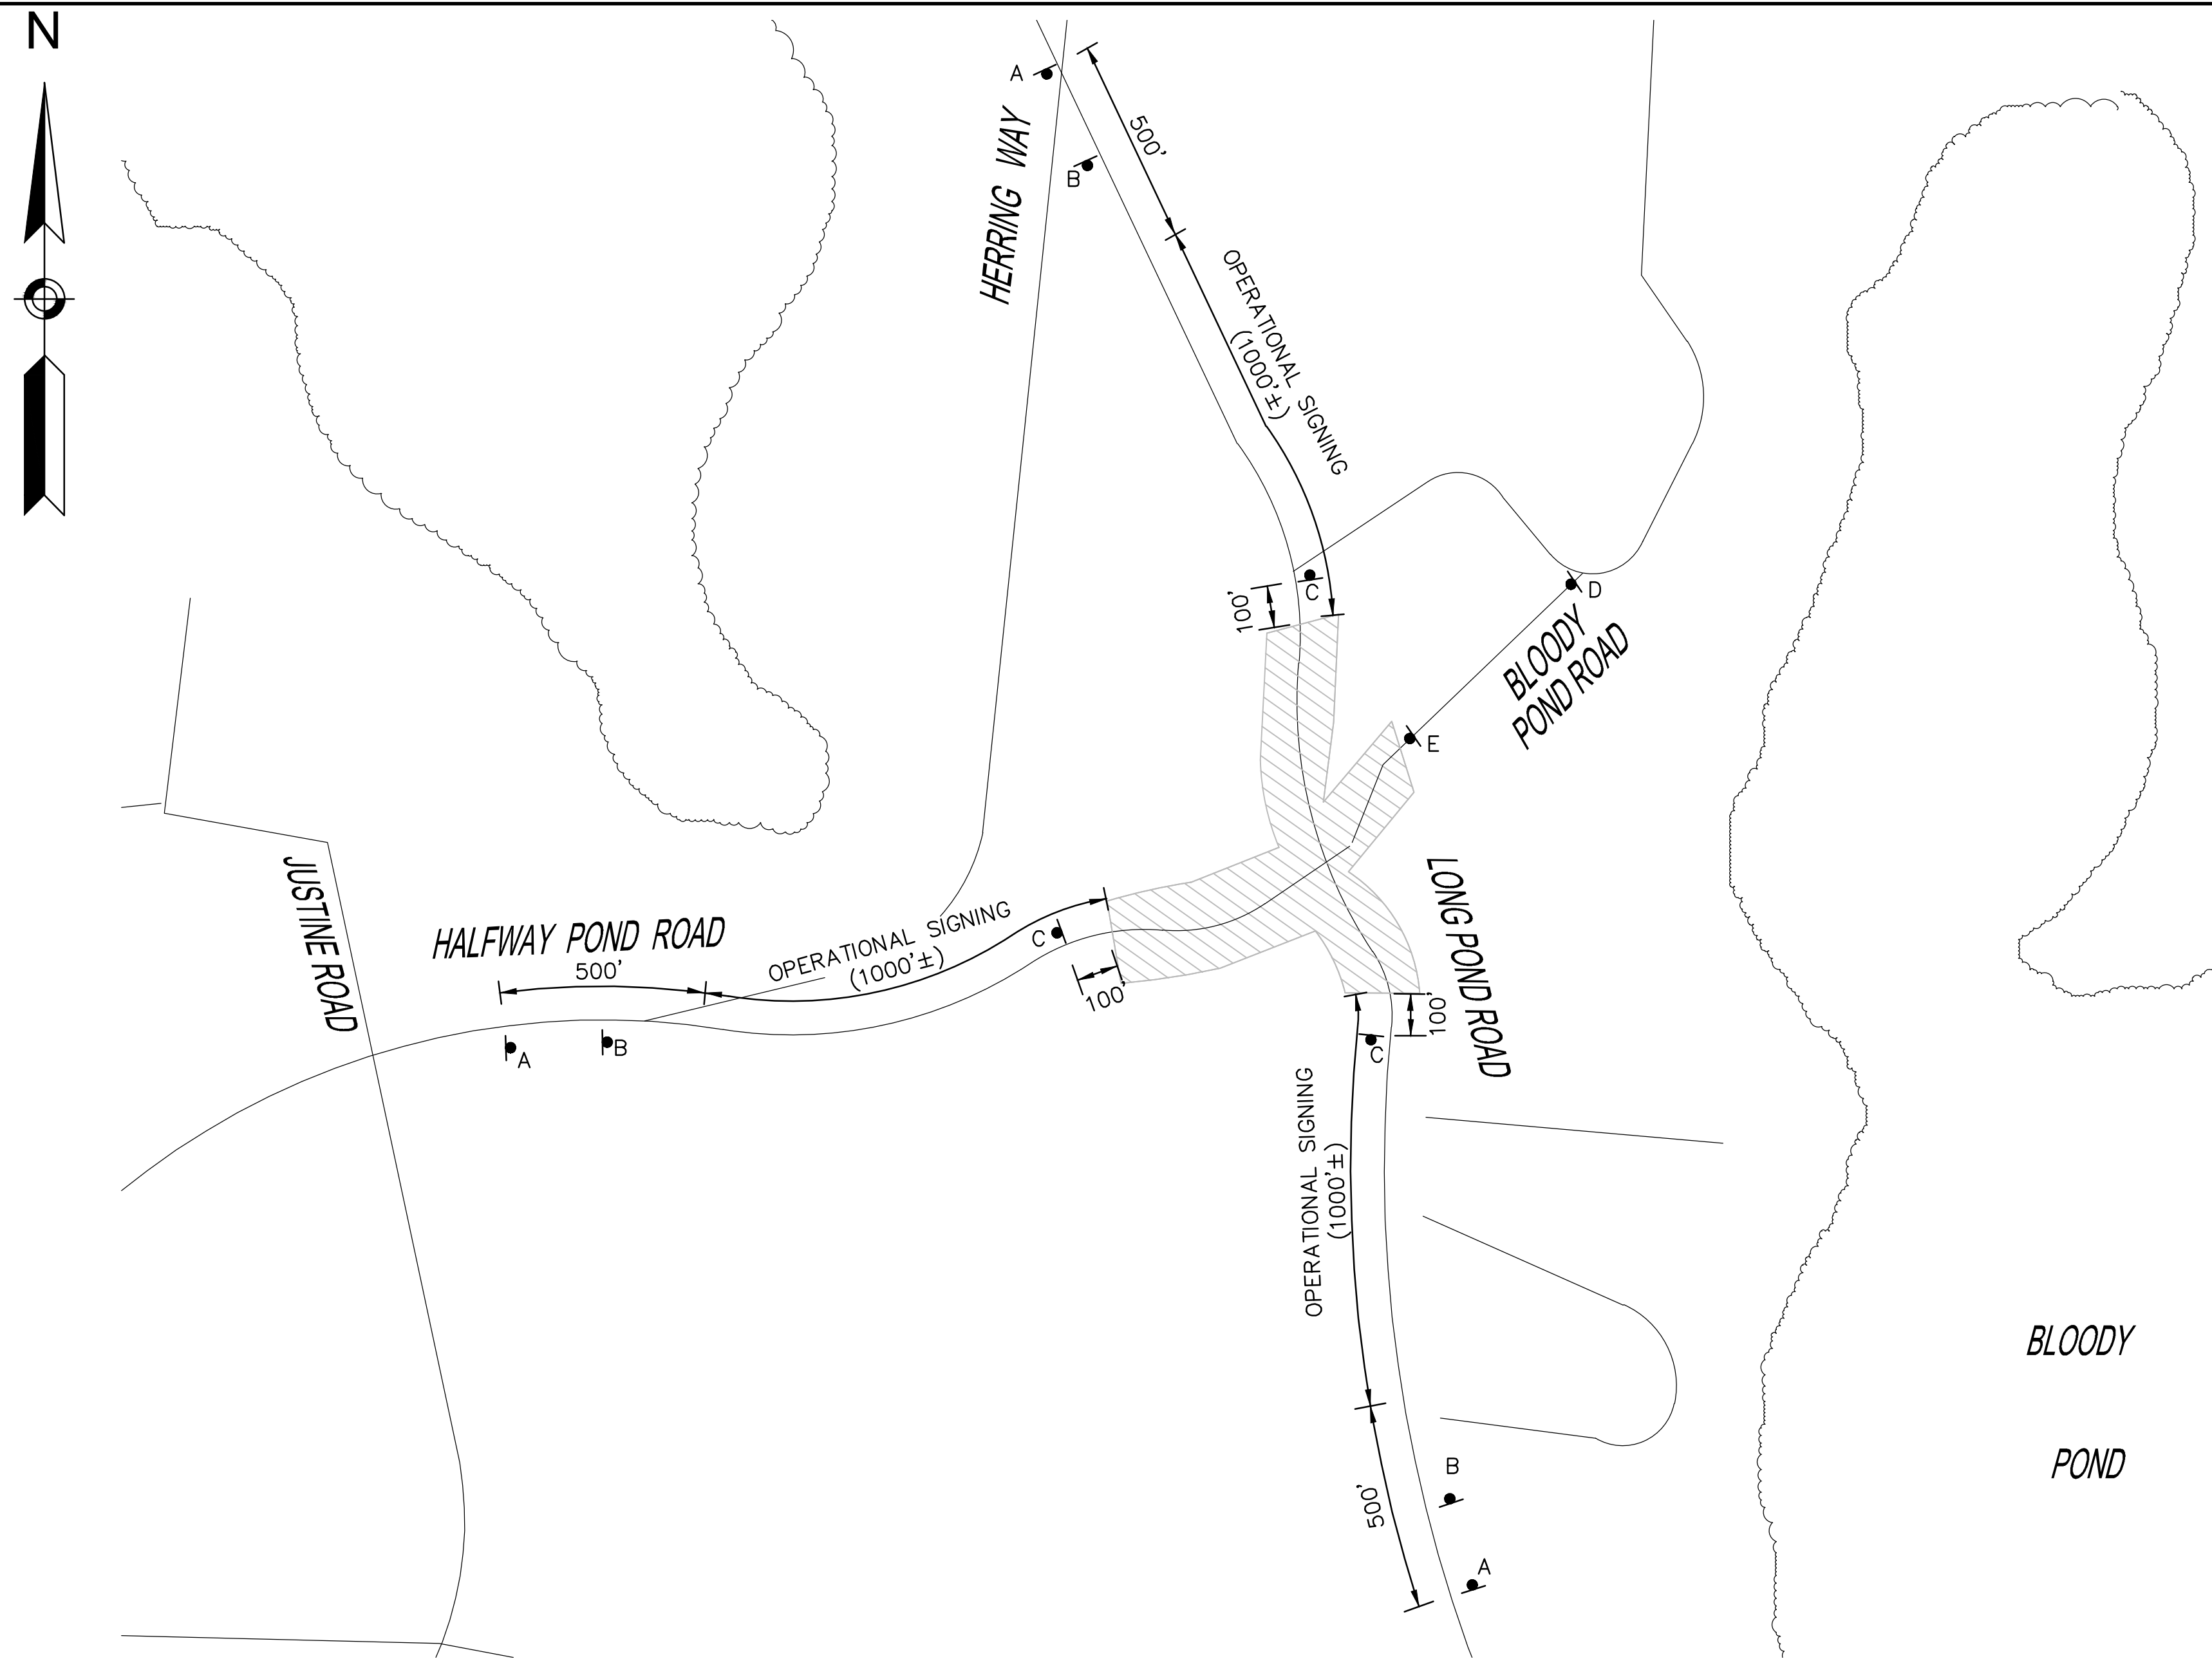 N
A
500'
B
HERRING WAY
OPERATIONAL SIGNING
(1000'±)
C
100'
D
BLOODY
POND ROAD
E
JUSTINE ROAD
HALFWAY POND ROAD
500'
OPERATIONAL SIGNING
(1000'±)
C
100'
A
B
LONG POND ROAD
100'
C
OPERATIONAL SIGNING
(1000'±)
BLOODY
POND
B
500'
A